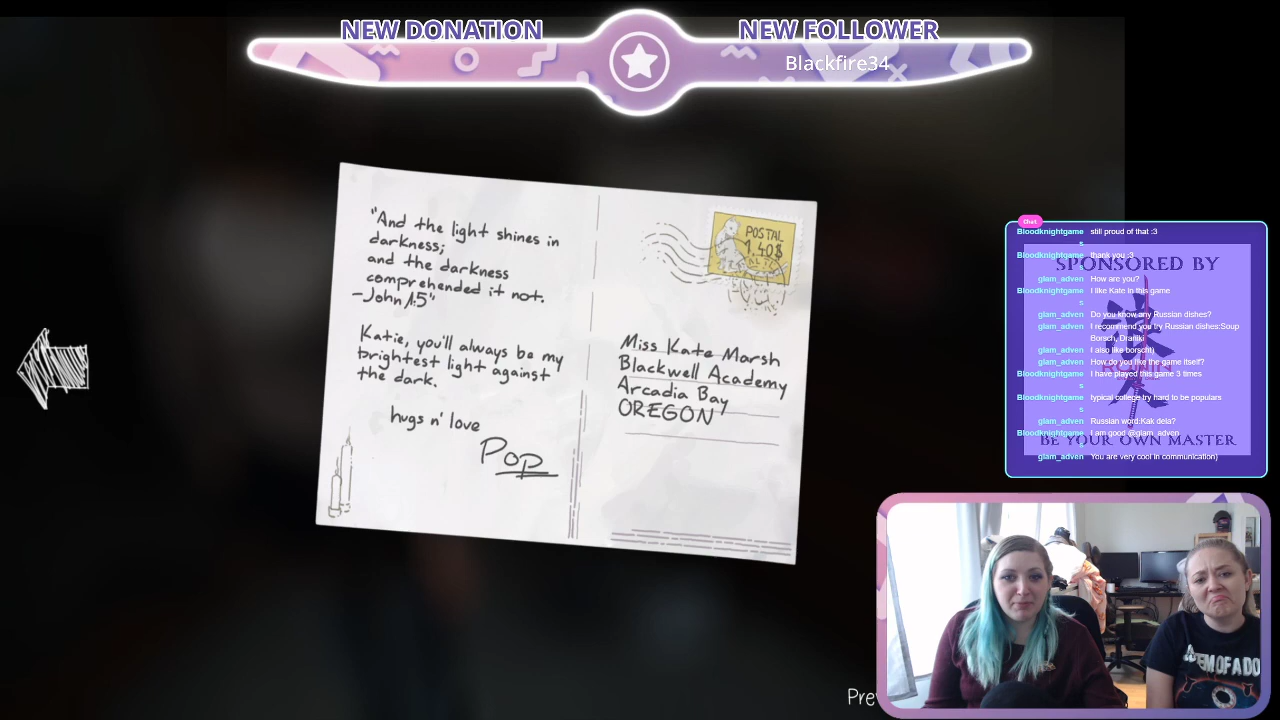 NEW DONATION
NEW FOLLOWER
Blackfire34
"And the light shines in
darkness;
and the darkness
comprehended it not.
-John 1:5"
Katie, you'll always be my
brightest light against
the dark.
hugs n' love
POP
POSTAL
1.40$
Miss Kate Marsh
Blackwell Academy
Arcadia Bay
OREGON
Chat
Bloodknightgame still proud of that :3
s
Bloodknightgame thank you :3
glam_adven How are you?
Bloodknightgame I like Kate in this game
s
glam_adven Do you know any Russian dishes?
glam_adven I recommend you try Russian dishes:Soup
Borsch, Draniki
glam_adven I also like borscht)
glam_adven How do you like the game itself?
Bloodknightgame I have played this game 3 times
s
Bloodknightgame typical college try hard to be populars
s
glam_adven Russian word:Kak dela?
Bloodknightgame I am good @glam_adven
s
glam_adven You are very cool in communication)
SPONSORED BY
BE YOUR OWN MASTER
Pre